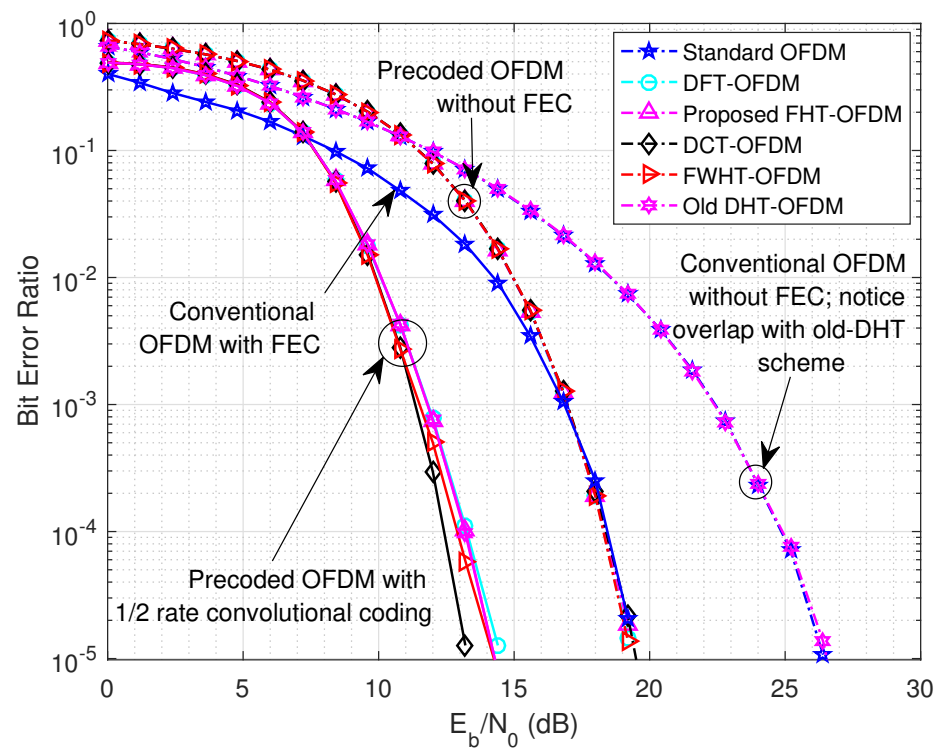 10^0
10^-1
10^-2
10^-3
10^-4
10^-5
Bit Error Ratio
0
5
10
15
20
25
30
E_b/N_0 (dB)
Precoded OFDM
without FEC
Standard OFDM
DFT-OFDM
Proposed FHT-OFDM
DCT-OFDM
FWHT-OFDM
Old DHT-OFDM
Conventional OFDM
without FEC; notice
overlap with old-DHT
scheme
Conventional
OFDM with FEC
Precoded OFDM with
1/2 rate convolutional coding